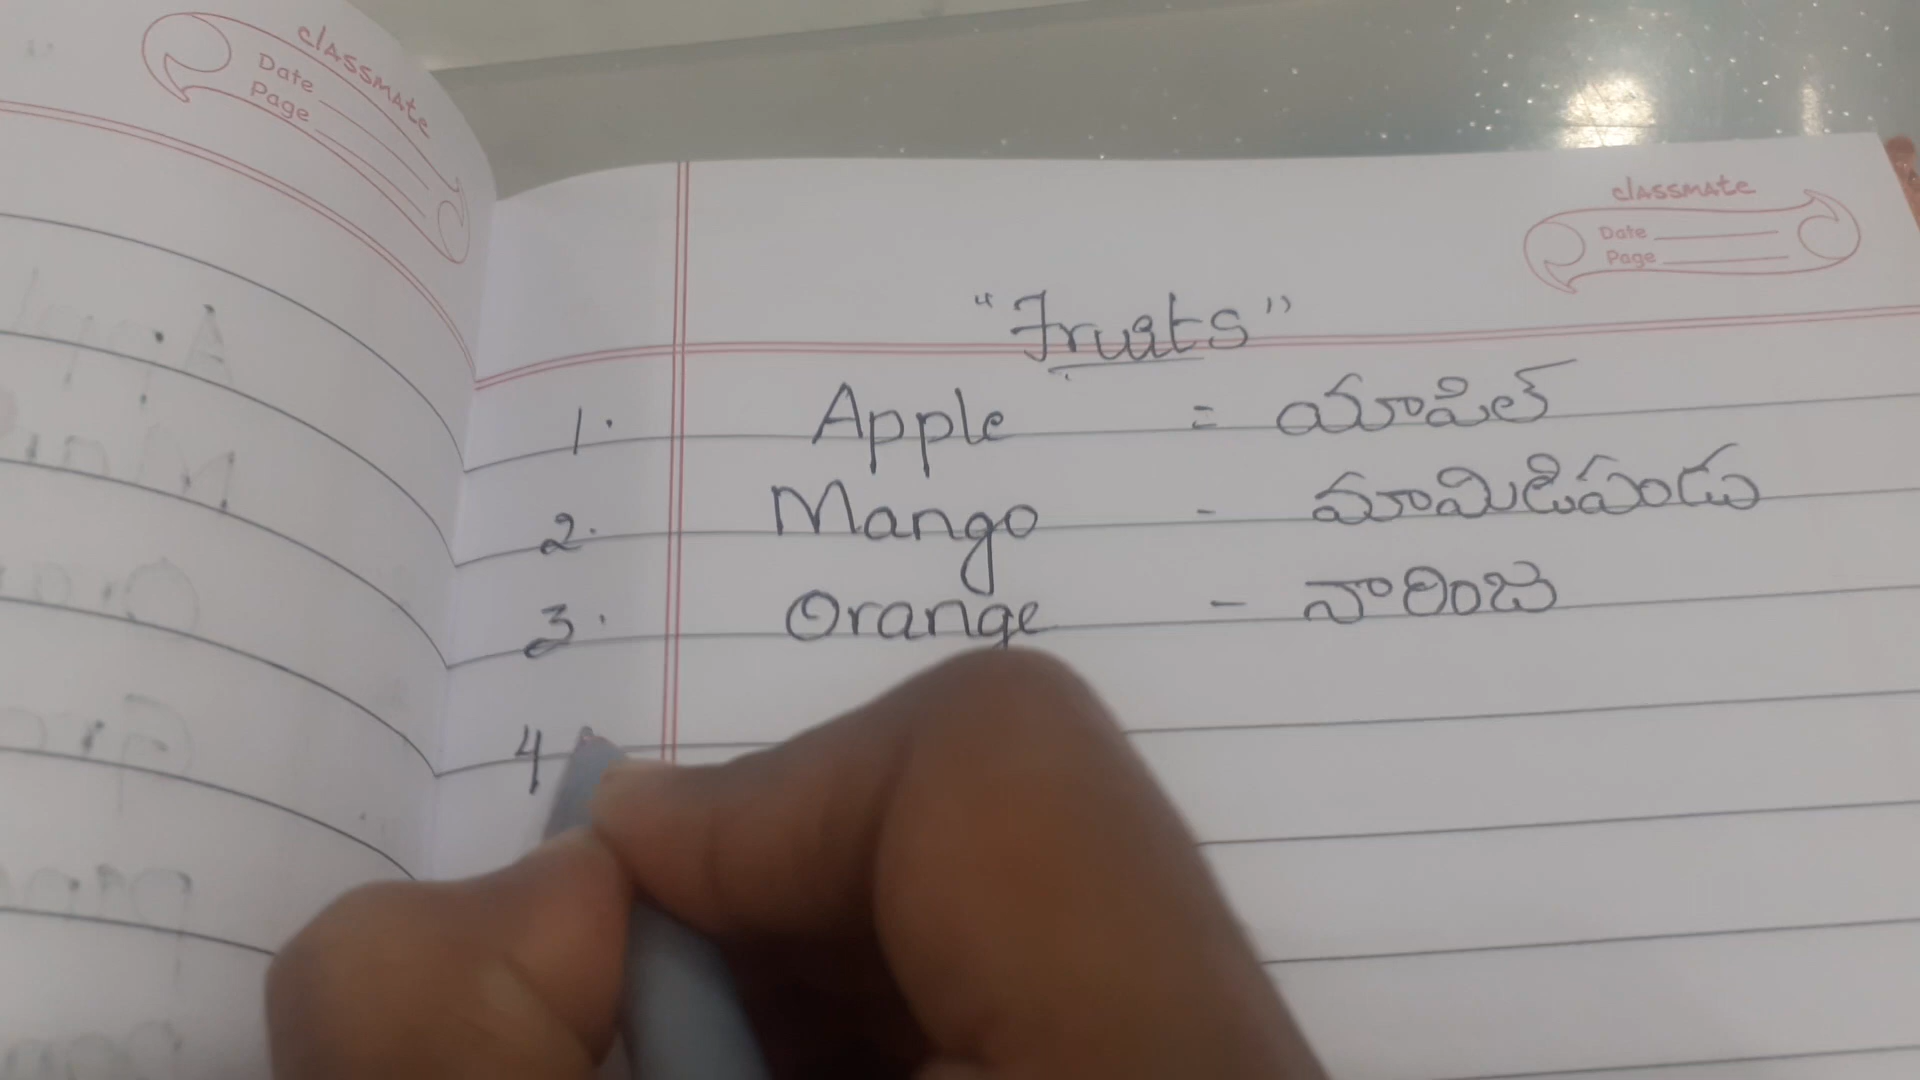 classmate
Date
Page
classmate
Date
Page
"Fruits"
1. Apple = యాపిల్
2. Mango - మామిడిపండు
3. Orange - నారింజ
4